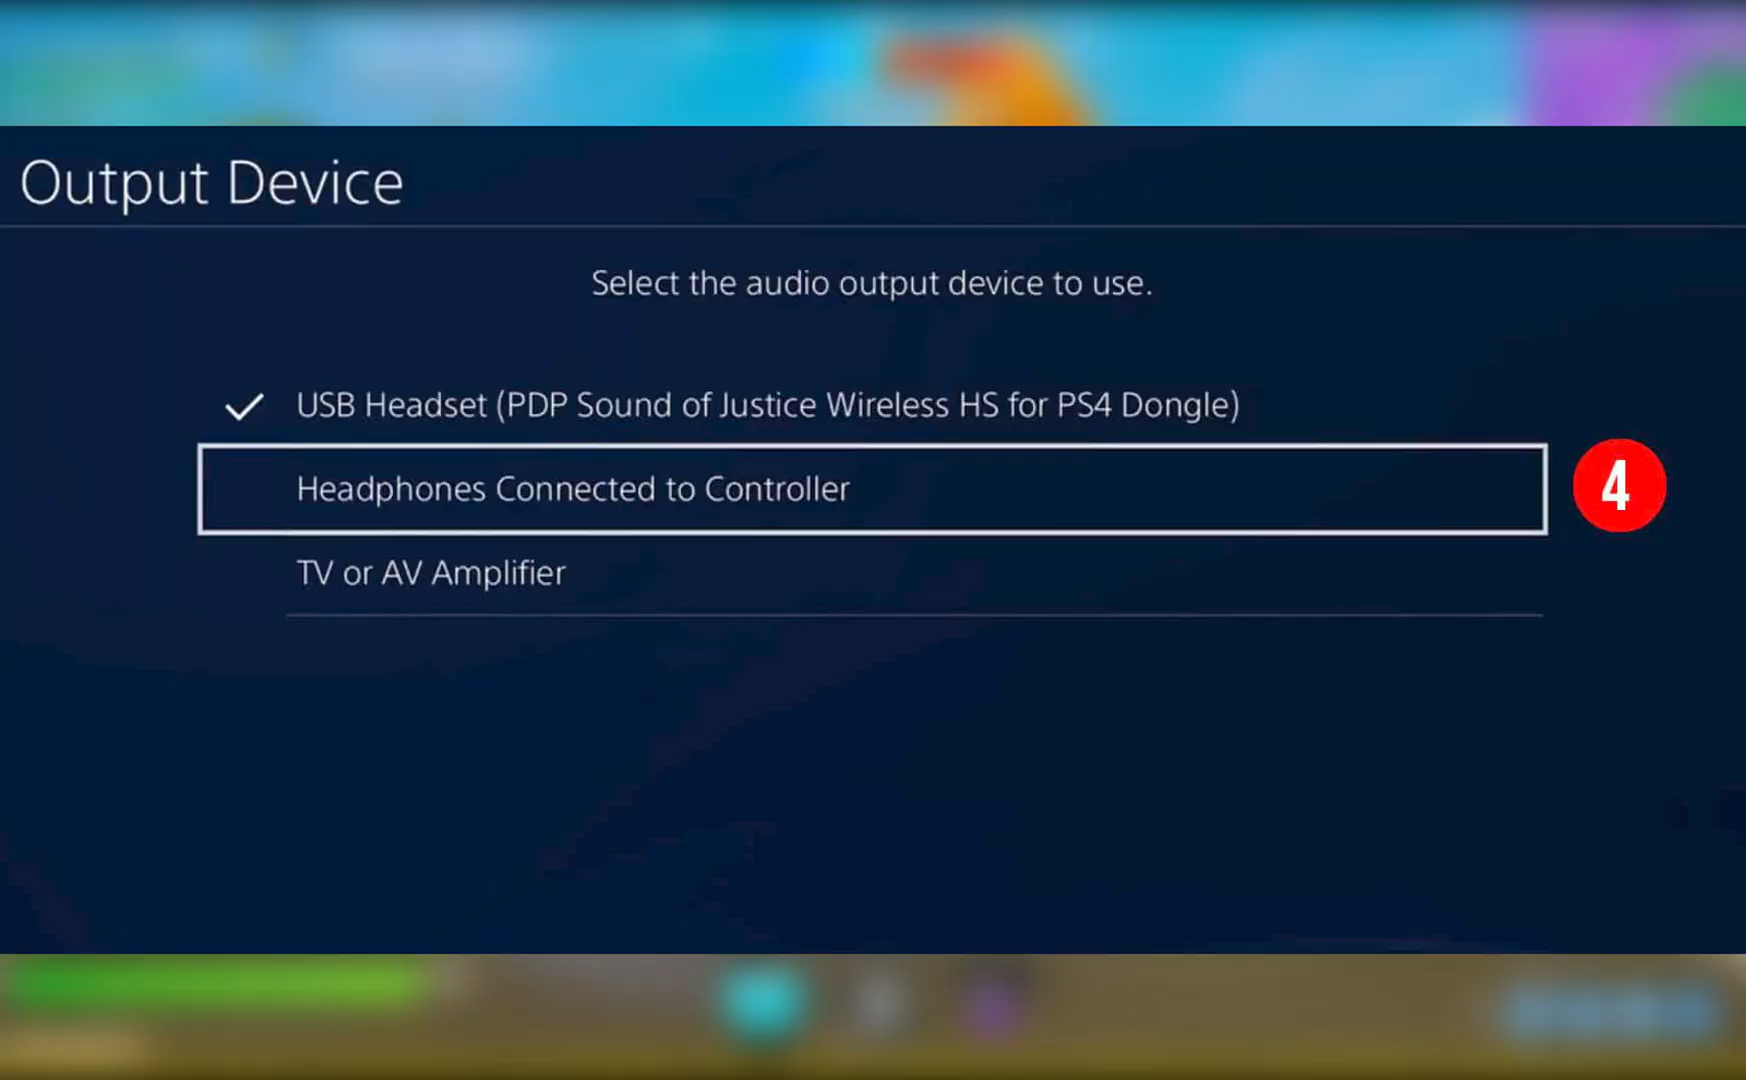 Output Device
Select the audio output device to use.
USB Headset (PDP Sound of Justice Wireless HS for PS4 Dongle)
Headphones Connected to Controller
4
TV or AV Amplifier